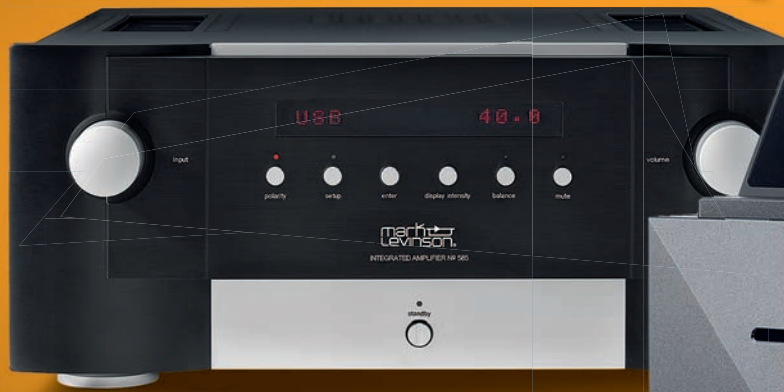 USB 40.0
input
volume
polarity setup enter display intensity balance mute
mark
Levinson®
INTEGRATED AMPLIFIER Nº 585
standby